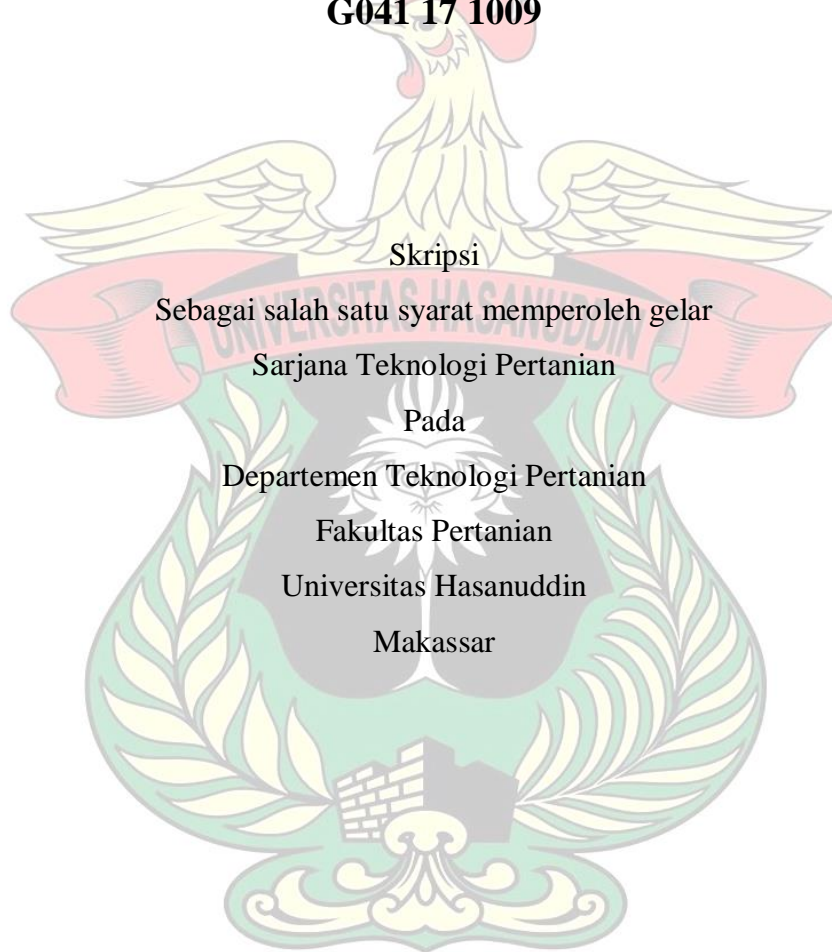 G041 17 1009
Skripsi
Sebagai salah satu syarat memperoleh gelar
UNIVERSITAS HASANUDDIN
Sarjana Teknologi Pertanian
Pada
Departemen Teknologi Pertanian
Fakultas Pertanian
Universitas Hasanuddin
Makassar